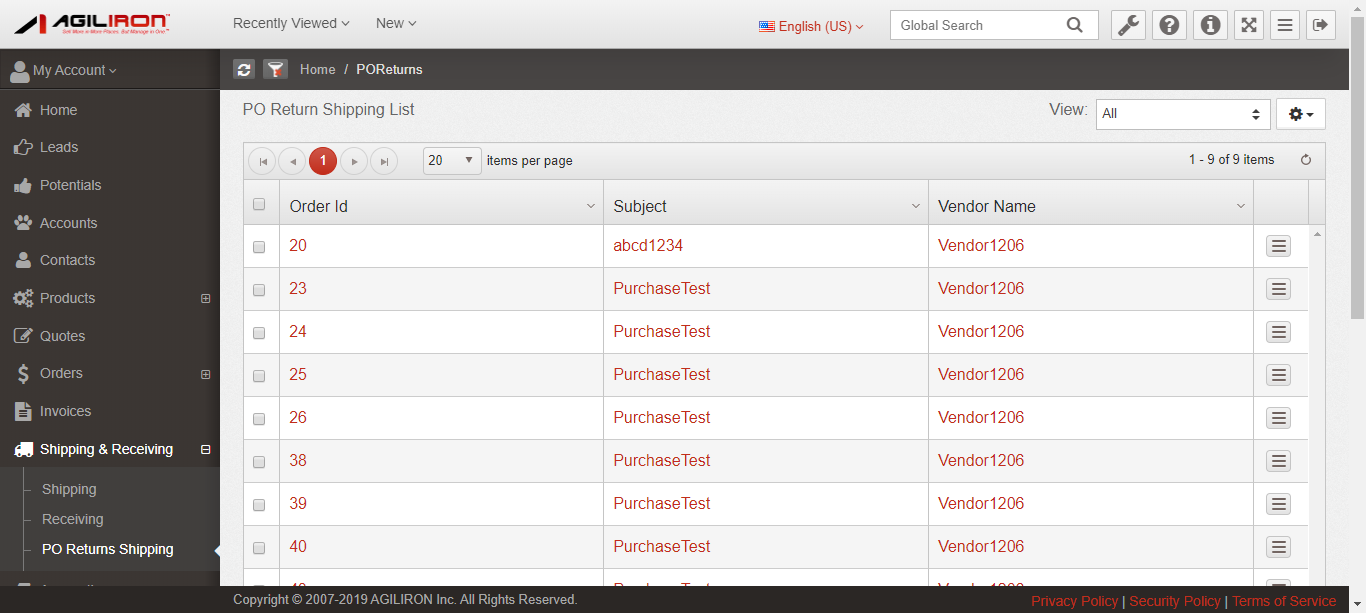 AGILIRON
Sell More in More Places. But Manage in One™
Recently Viewed
New
English (US)
Global Search
My Account
Home / POReturns
Home
Leads
Potentials
Accounts
Contacts
Products
Quotes
Orders
Invoices
Shipping & Receiving
Shipping
Receiving
PO Returns Shipping
PO Return Shipping List
View: All
1
20 items per page
1 - 9 of 9 items
Order Id Subject Vendor Name
20 abcd1234 Vendor1206
23 PurchaseTest Vendor1206
24 PurchaseTest Vendor1206
25 PurchaseTest Vendor1206
26 PurchaseTest Vendor1206
38 PurchaseTest Vendor1206
39 PurchaseTest Vendor1206
40 PurchaseTest Vendor1206
Copyright © 2007-2019 AGILIRON Inc. All Rights Reserved.
Privacy Policy | Security Policy | Terms of Service